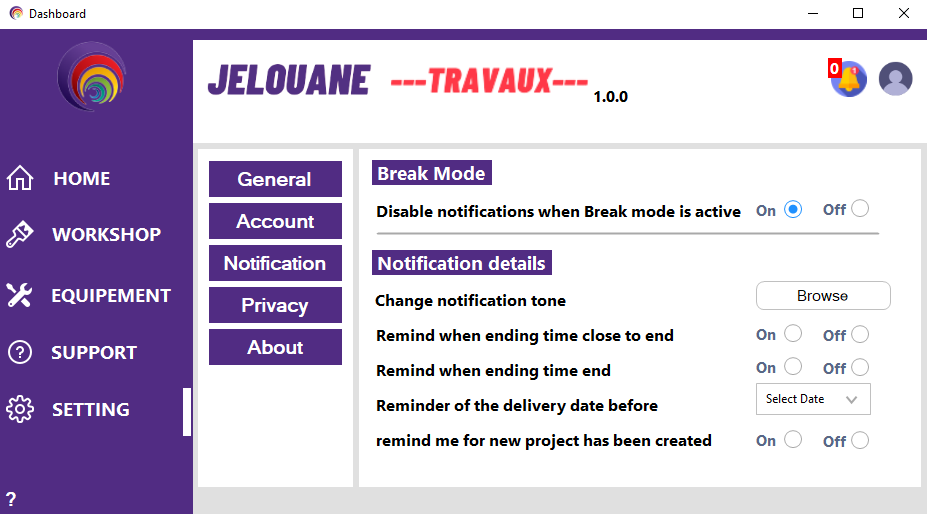 Dashboard
JELOUANE ---TRAVAUX--- 1.0.0
0
HOME
WORKSHOP
EQUIPEMENT
SUPPORT
SETTING
?
General
Account
Notification
Privacy
About
Break Mode
Disable notifications when Break mode is active On Off
Notification details
Change notification tone Browse
Remind when ending time close to end On Off
Remind when ending time end On Off
Reminder of the delivery date before Select Date
remind me for new project has been created On Off